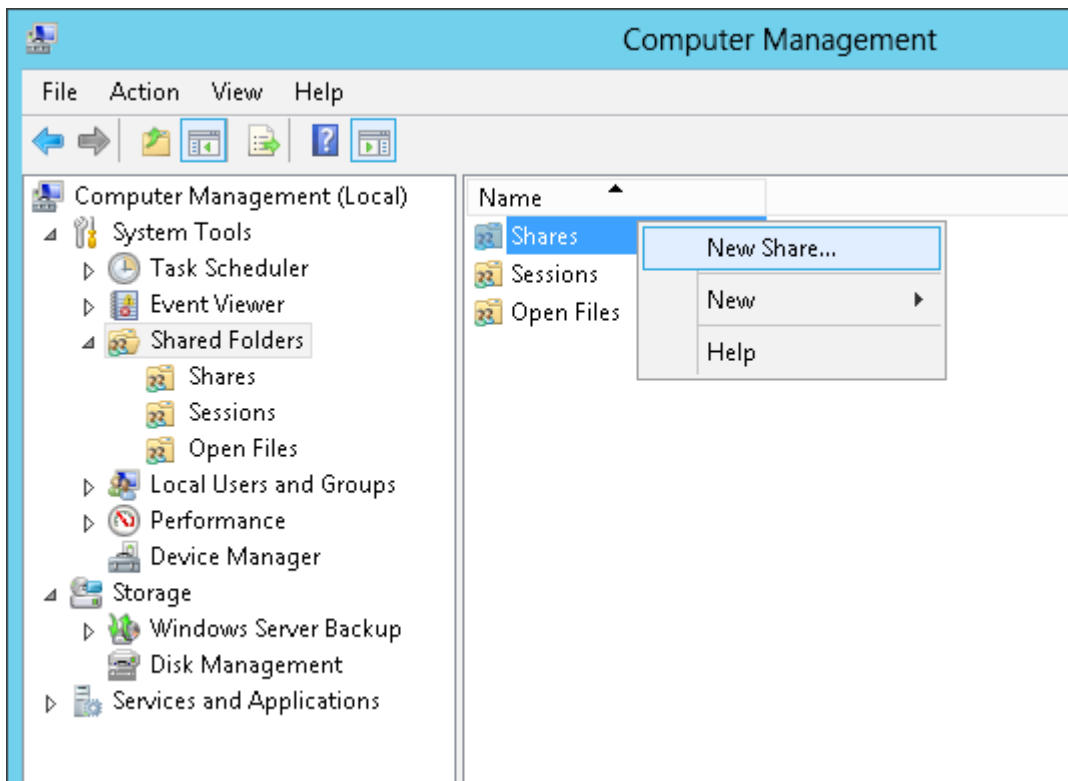 Computer Management
File Action View Help
Computer Management (Local)
System Tools
Task Scheduler
Event Viewer
Shared Folders
Shares
Sessions
Open Files
Local Users and Groups
Performance
Device Manager
Storage
Windows Server Backup
Disk Management
Services and Applications
Name
Shares
Sessions
Open Files
New Share...
New
Help